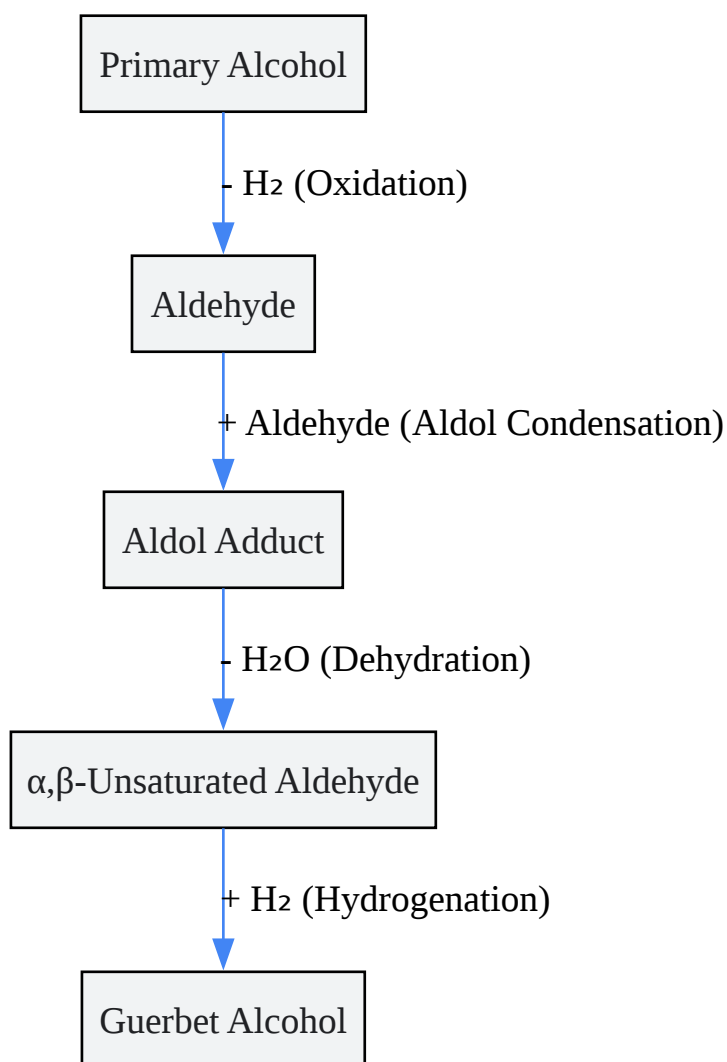 Primary Alcohol
- H₂ (Oxidation)
Aldehyde
+ Aldehyde (Aldol Condensation)
Aldol Adduct
- H₂O (Dehydration)
α,β-Unsaturated Aldehyde
+ H₂ (Hydrogenation)
Guerbet Alcohol